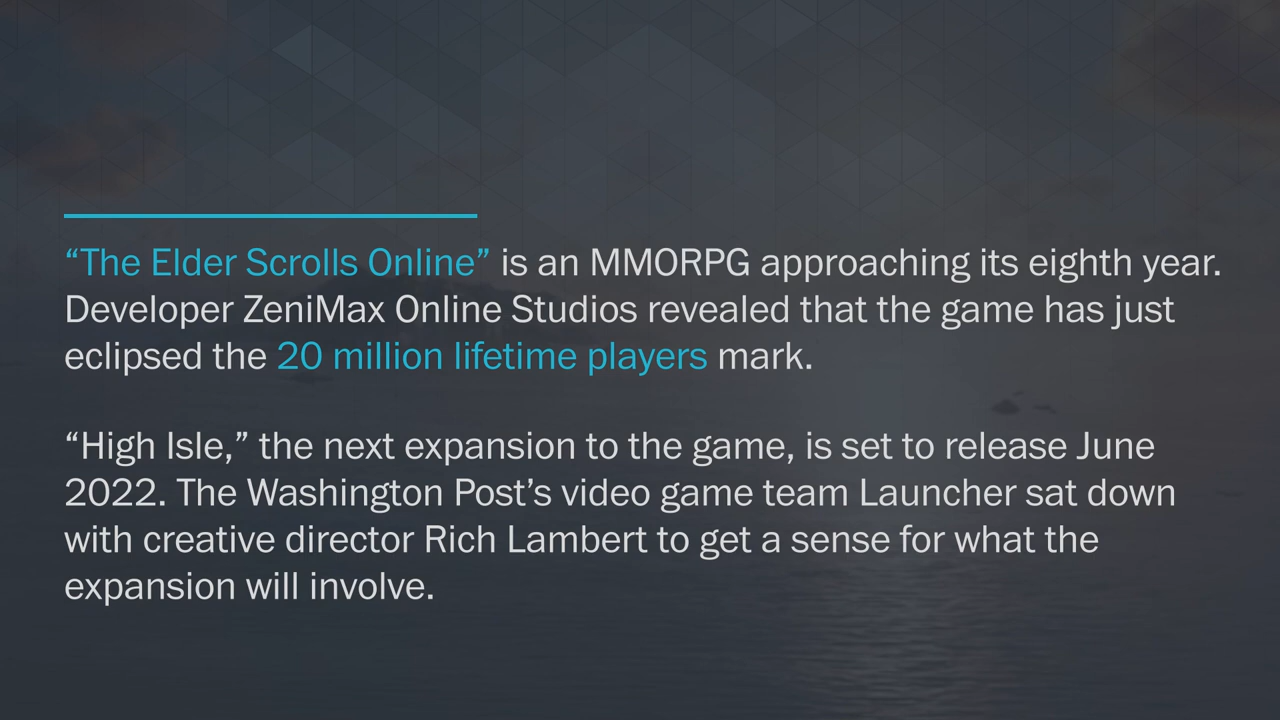 “The Elder Scrolls Online” is an MMORPG approaching its eighth year.
Developer ZeniMax Online Studios revealed that the game has just
eclipsed the 20 million lifetime players mark.
“High Isle,” the next expansion to the game, is set to release June
2022. The Washington Post’s video game team Launcher sat down
with creative director Rich Lambert to get a sense for what the
expansion will involve.